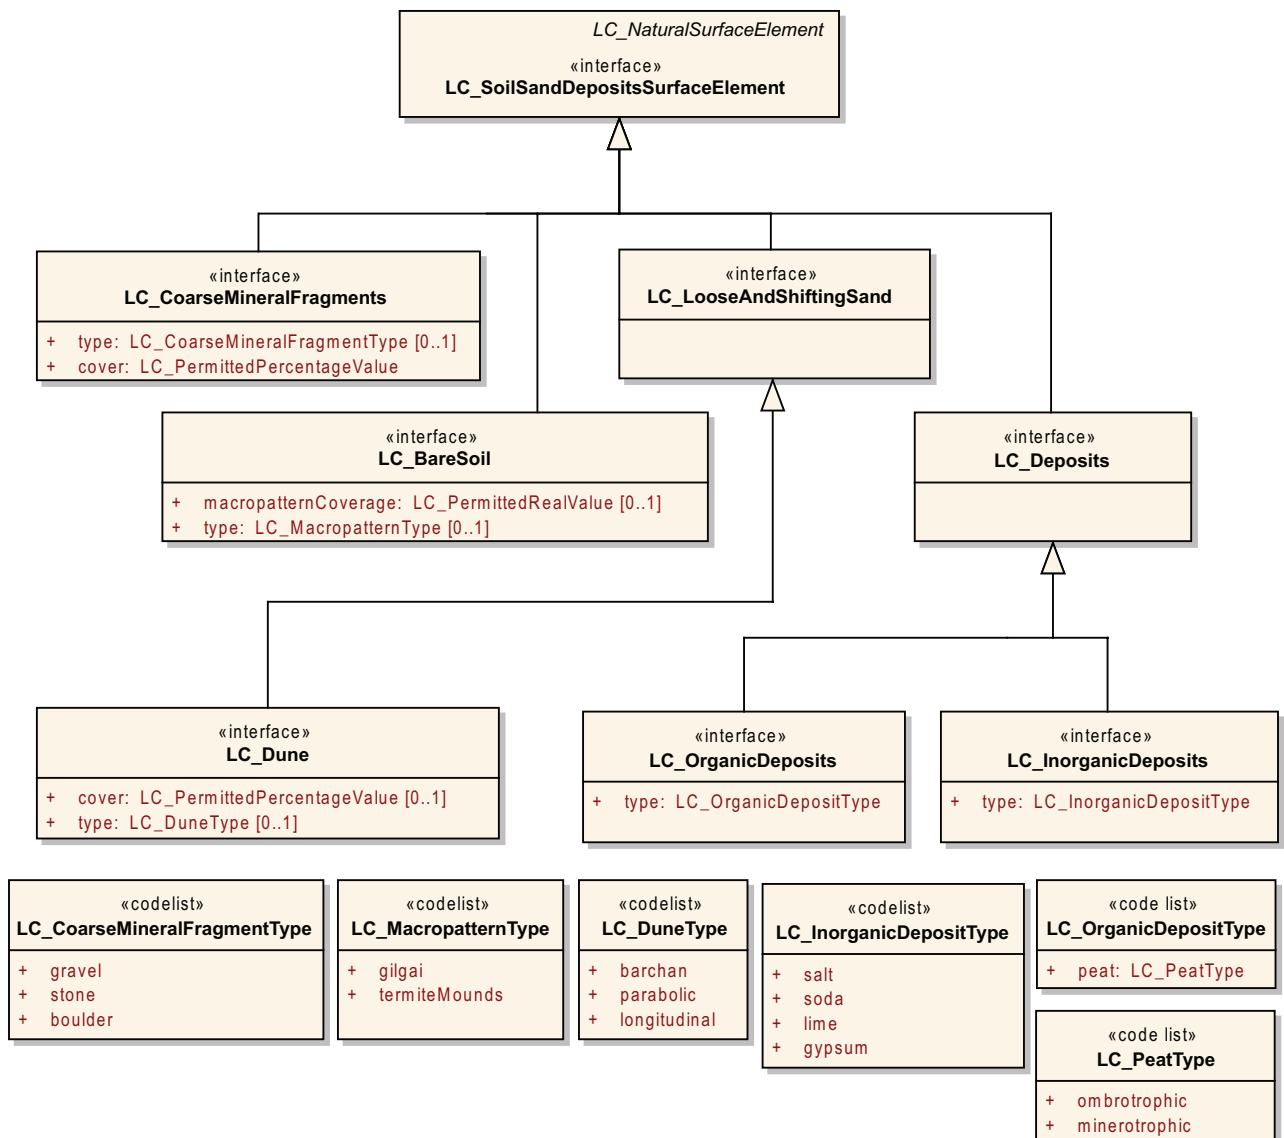 LC_NaturalSurfaceElement
«interface»
LC_SoilSandDepositsSurfaceElement
«interface»
LC_CoarseMineralFragments
+ type: LC_CoarseMineralFragmentType [0..1]
+ cover: LC_PermittedPercentageValue
«interface»
LC_LooseAndShiftingSand
«interface»
LC_BareSoil
+ macropatternCoverage: LC_PermittedRealValue [0..1]
+ type: LC_MacropatternType [0..1]
«interface»
LC_Deposits
«interface»
LC_Dune
+ cover: LC_PermittedPercentageValue [0..1]
+ type: LC_DuneType [0..1]
«interface»
LC_OrganicDeposits
+ type: LC_OrganicDepositType
«interface»
LC_InorganicDeposits
+ type: LC_InorganicDepositType
«codelist»
LC_CoarseMineralFragmentType
+ gravel
+ stone
+ boulder
«codelist»
LC_MacropatternType
+ gilgai
+ termiteMounds
«codelist»
LC_DuneType
+ barchan
+ parabolic
+ longitudinal
«codelist»
LC_InorganicDepositType
+ salt
+ soda
+ lime
+ gypsum
«code list»
LC_OrganicDepositType
+ peat: LC_PeatType
«code list»
LC_PeatType
+ ombrotrophic
+ minerotrophic